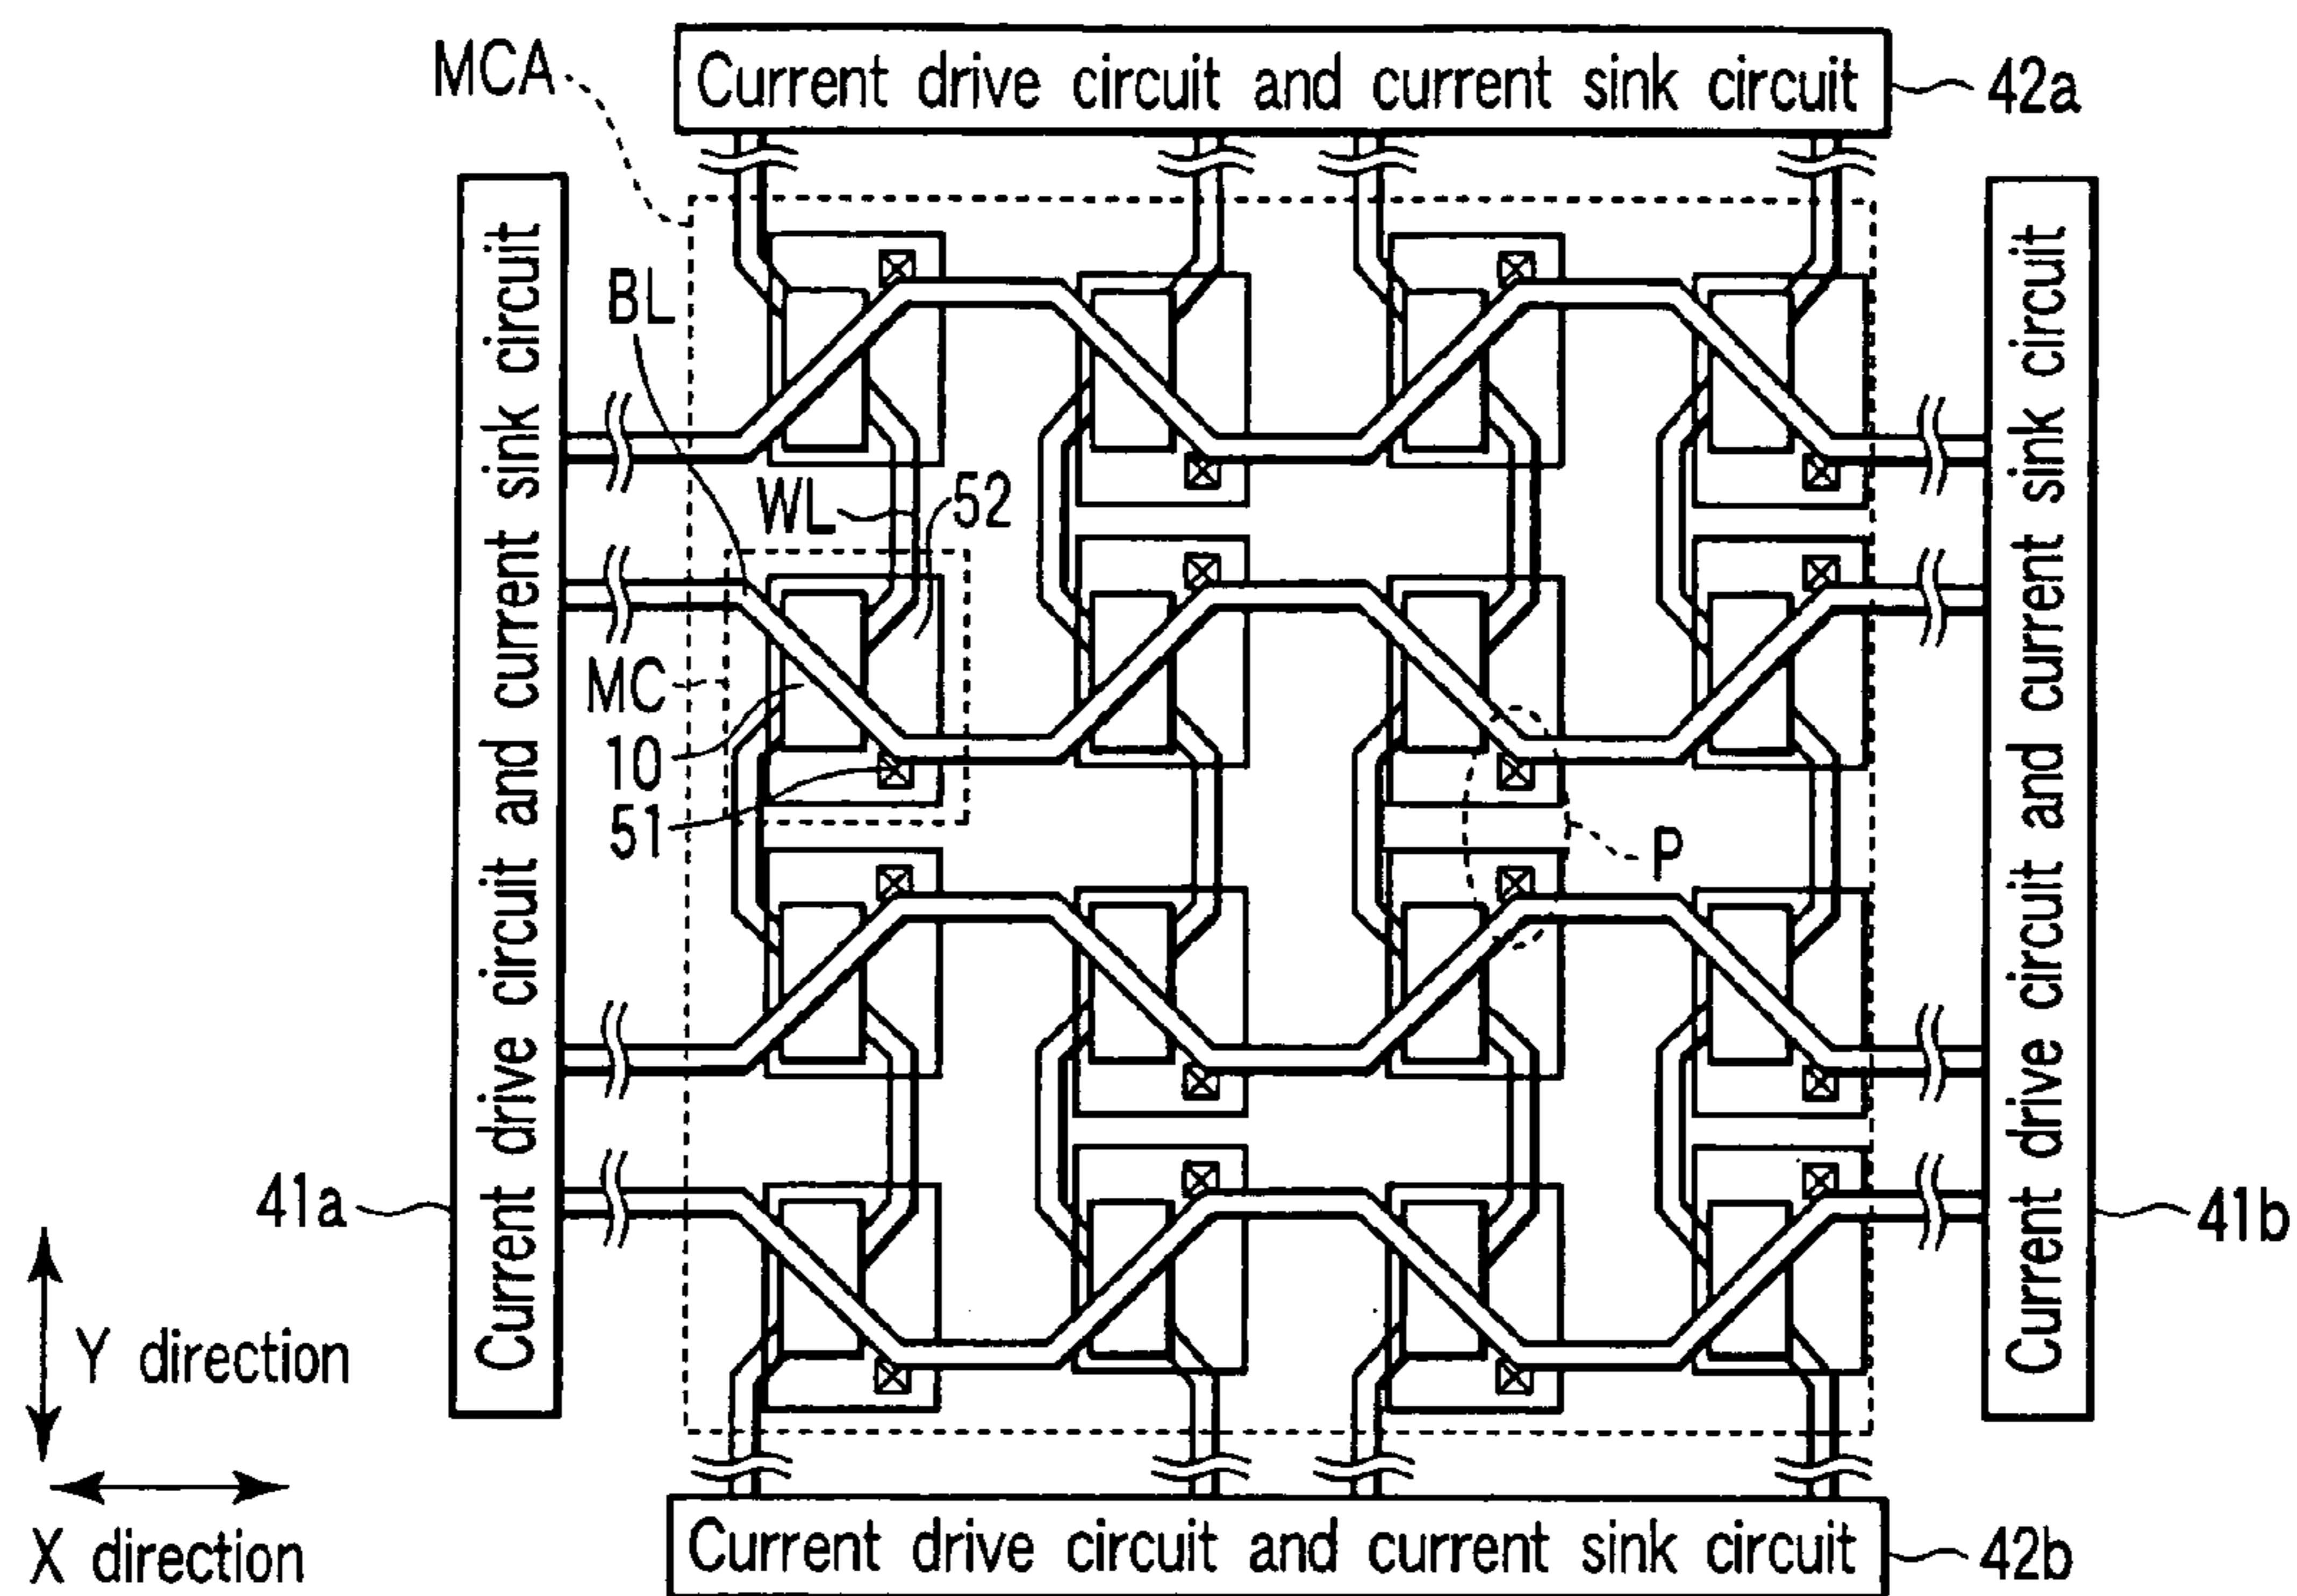 MCA
Current drive circuit and current sink circuit
42a
Current drive circuit and current sink circuit
BL
WL
52
MC
10
51
P
Current drive circuit and current sink circuit
41a
41b
Y direction
X direction
Current drive circuit and current sink circuit
42b